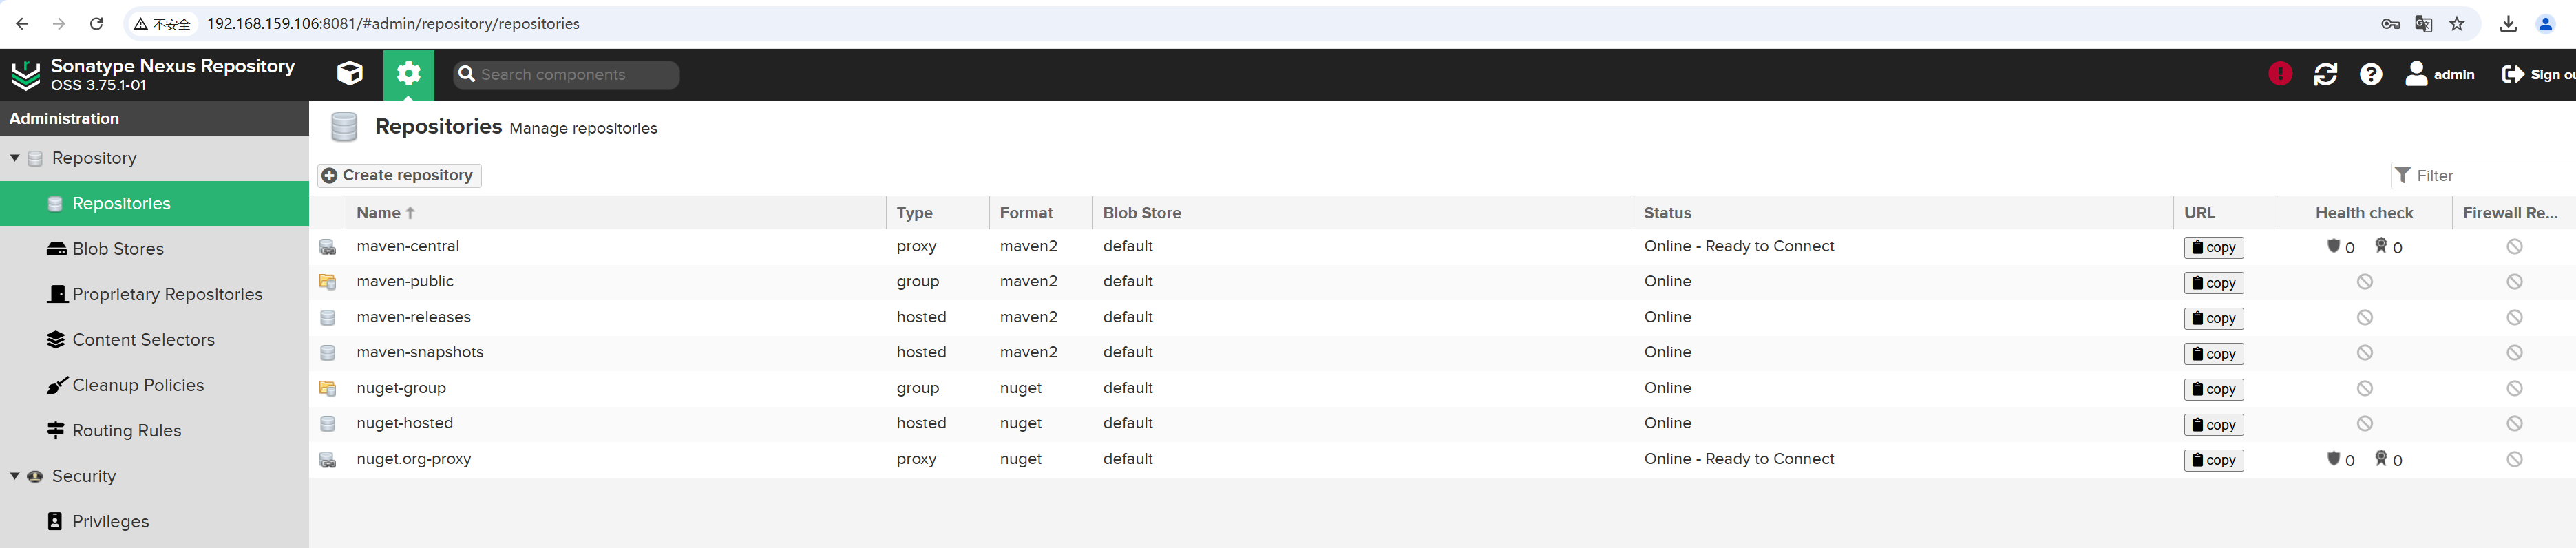 不安全 192.168.159.106:8081/#admin/repository/repositories
Sonatype Nexus Repository
OSS 3.75.1-01
Search components
admin
Sign ou
Administration
Repository
Repositories
Blob Stores
Proprietary Repositories
Content Selectors
Cleanup Policies
Routing Rules
Security
Privileges
Repositories Manage repositories
Create repository
Filter
Name Type Format Blob Store Status URL Health check Firewall Re...
maven-central proxy maven2 default Online - Ready to Connect copy 0 0
maven-public group maven2 default Online copy
maven-releases hosted maven2 default Online copy
maven-snapshots hosted maven2 default Online copy
nuget-group group nuget default Online copy
nuget-hosted hosted nuget default Online copy
nuget.org-proxy proxy nuget default Online - Ready to Connect copy 0 0